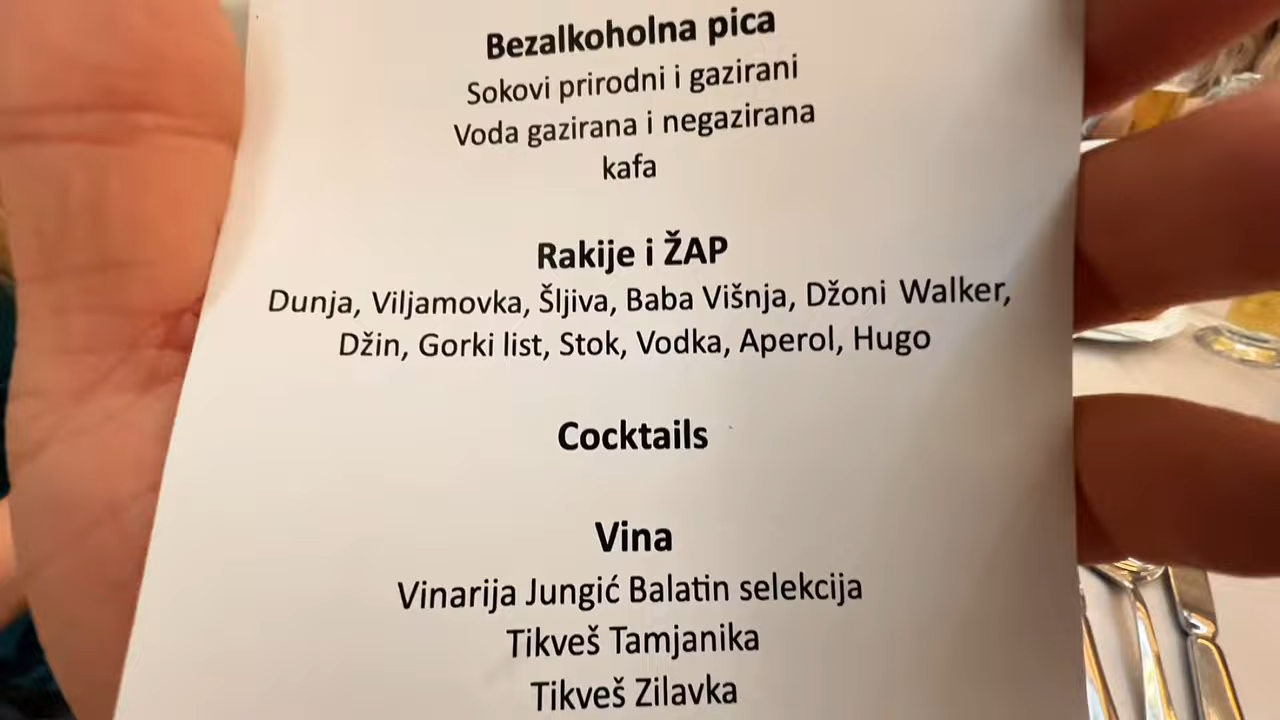 Bezalkoholna pica
Sokovi prirodni i gazirani
Voda gazirana i negazirana
kafa
Rakije i ŽAP
Dunja, Viljamovka, Šljiva, Baba Višnja, Džoni Walker,
Džin, Gorki list, Stok, Vodka, Aperol, Hugo
Cocktails
Vina
Vinarija Jungić Balatin selekcija
Tikveš Tamjanika
Tikveš Zilavka